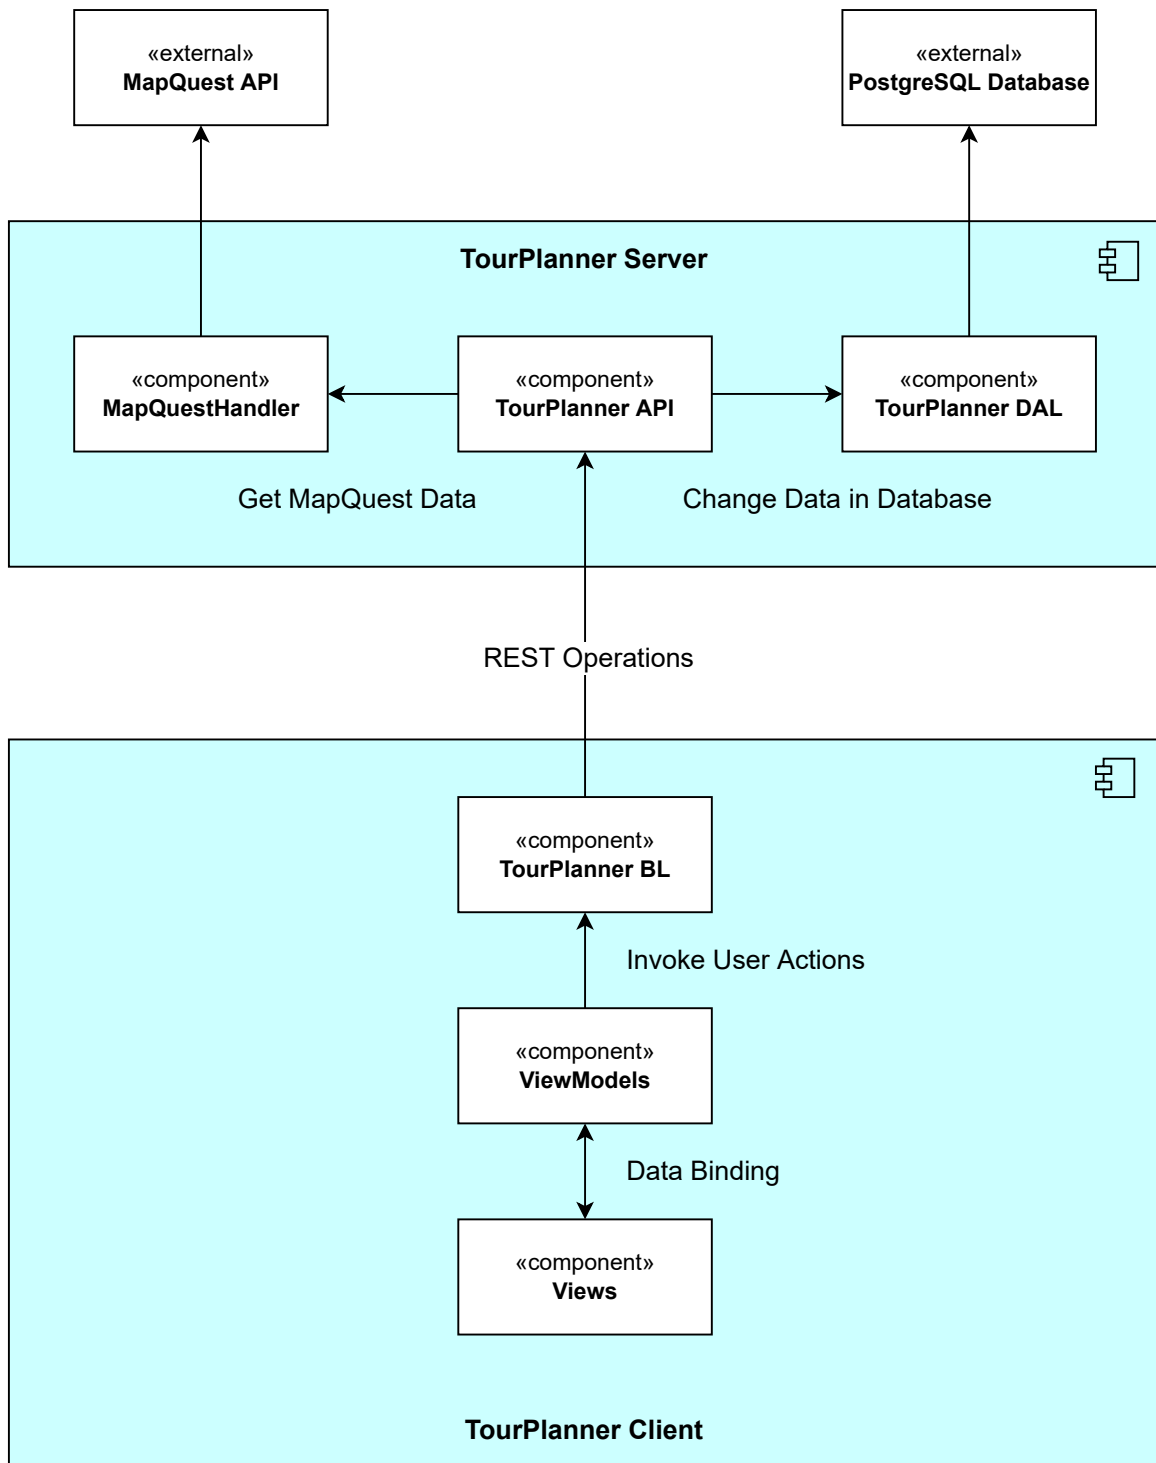 «external»
MapQuest API
«external»
PostgreSQL Database
TourPlanner Server
«component»
MapQuestHandler
«component»
TourPlanner API
«component»
TourPlanner DAL
Get MapQuest Data
Change Data in Database
REST Operations
«component»
TourPlanner BL
Invoke User Actions
«component»
ViewModels
Data Binding
«component»
Views
TourPlanner Client